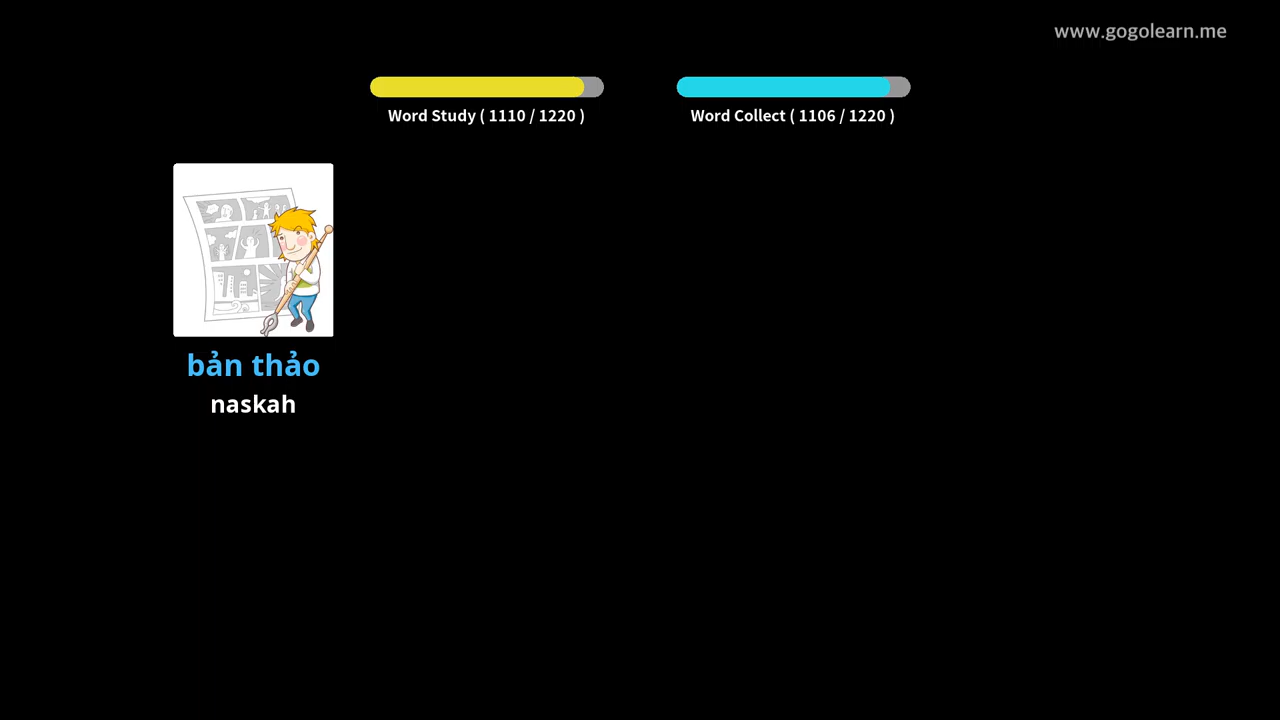 www.gogolearn.me
Word Study ( 1110 / 1220 )
Word Collect ( 1106 / 1220 )
bản thảo
naskah